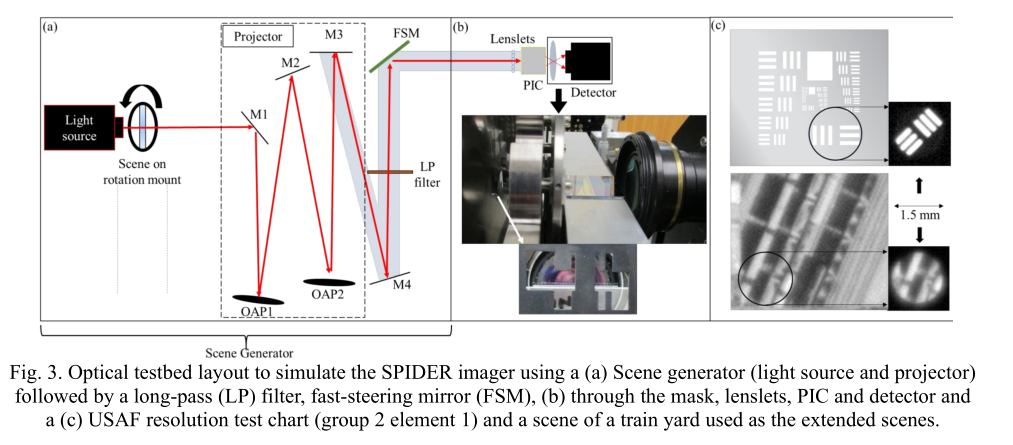 (a)
Projector
M3
FSM
(b)
Lenslets
(c)
M2
M1
PIC
Detector
Light
source
Scene on
rotation mount
LP
filter
1.5 mm
OAP1
OAP2
M4
Scene Generator
Fig. 3. Optical testbed layout to simulate the SPIDER imager using a (a) Scene generator (light source and projector)
followed by a long-pass (LP) filter, fast-steering mirror (FSM), (b) through the mask, lenslets, PIC and detector and
a (c) USAF resolution test chart (group 2 element 1) and a scene of a train yard used as the extended scenes.